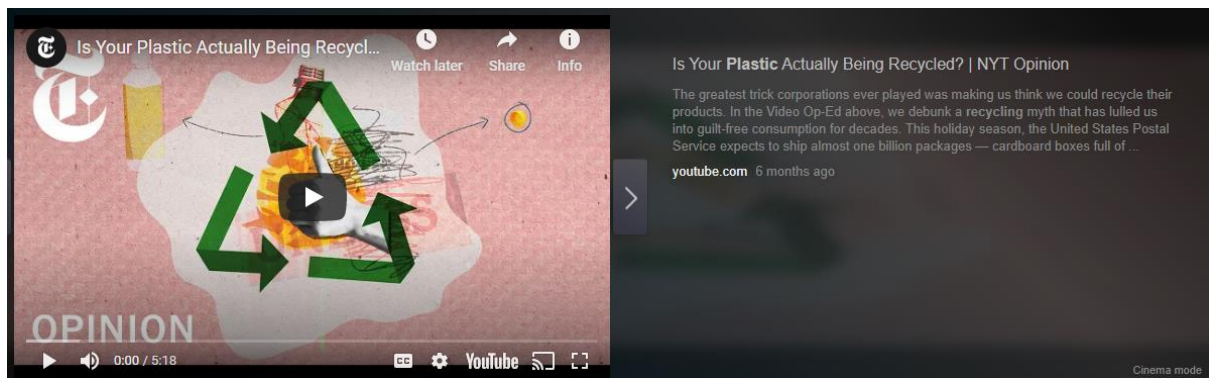 Is Your Plastic Actually Being Recycl...
Watch later
Share
Info
OPINION
0:00 / 5:18
CC
YouTube
Is Your Plastic Actually Being Recycled? | NYT Opinion
The greatest trick corporations ever played was making us think we could recycle their
products. In the Video Op-Ed above, we debunk a recycling myth that has lulled us
into guilt-free consumption for decades. This holiday season, the United States Postal
Service expects to ship almost one billion packages — cardboard boxes full of ...
youtube.com 6 months ago
Cinema mode